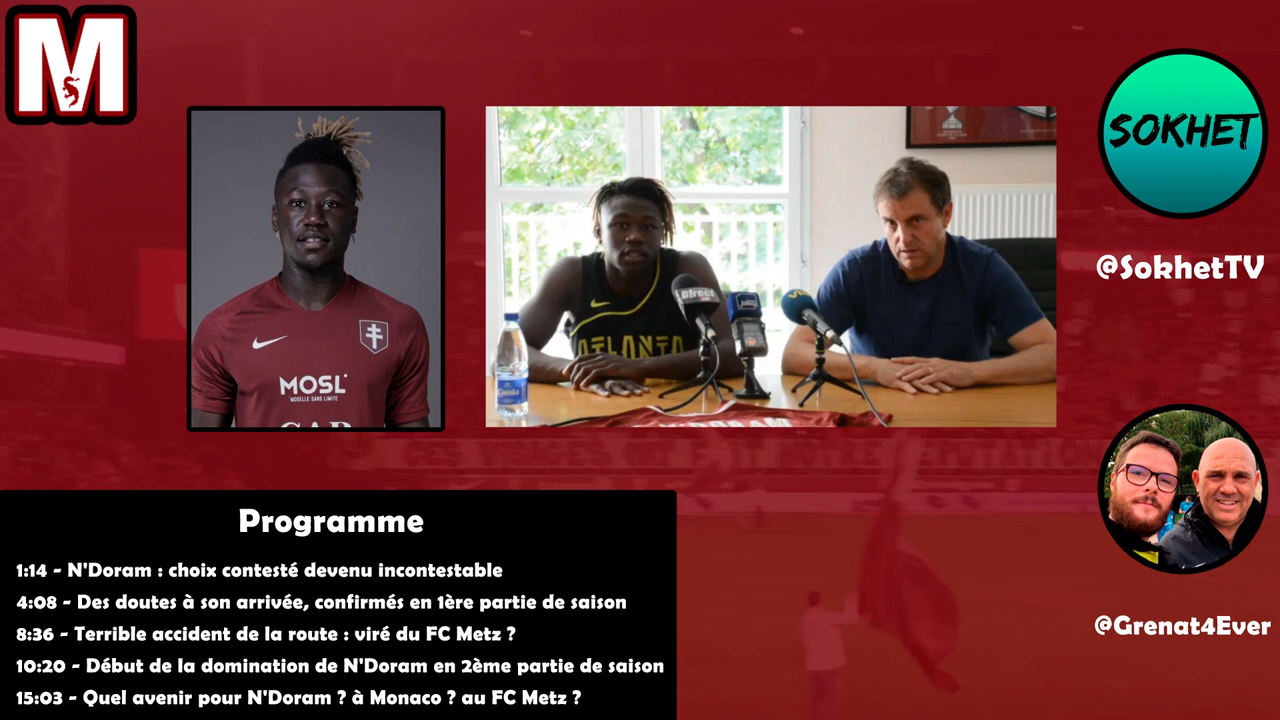 M
SOKHET
@SokhetTV
MOSL
MOSELLE SANS LIMITE
CAR
ATLANTA
Direct
@Grenat4Ever
Programme
1:14 - N'Doram : choix contesté devenu incontestable
4:08 - Des doutes à son arrivée, confirmés en 1ère partie de saison
8:36 - Terrible accident de la route : viré du FC Metz ?
10:20 - Début de la domination de N'Doram en 2ème partie de saison
15:03 - Quel avenir pour N'Doram ? à Monaco ? au FC Metz ?